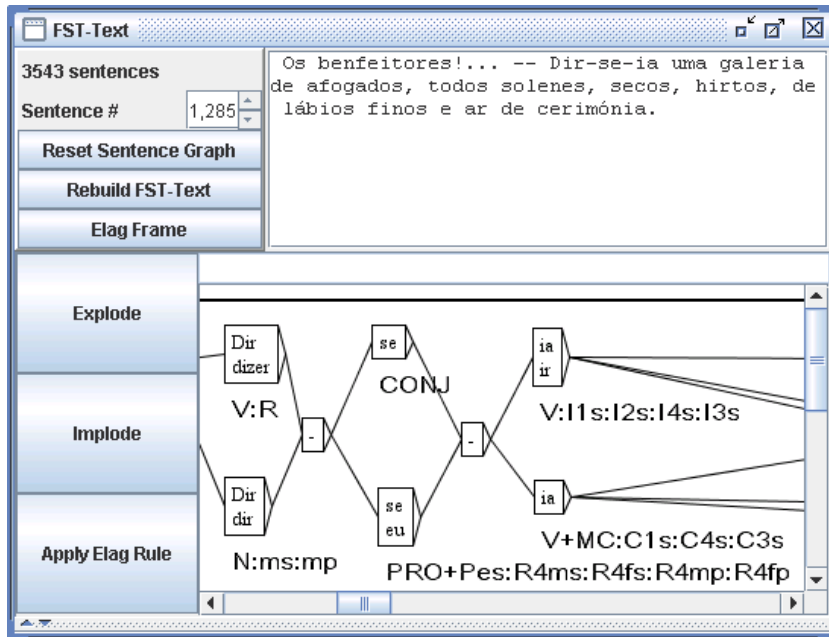 FST-Text
3543 sentences
Sentence #
1,285
Reset Sentence Graph
Rebuild FST-Text
Elag Frame
Os benfeitores!... -- Dir-se-ia uma galeria
de afogados, todos solenes, secos, hirtos, de
lábios finos e ar de cerimónia.
Explode
Implode
Apply Elag Rule
Dir
dizer
V:R
se
CONJ
ia
ir
V:I1s:I2s:I4s:I3s
-
-
Dir
dir
N:ms:mp
se
eu
PRO+Pes:R4ms:R4fs:R4mp:R4fp
ia
V+MC:C1s:C4s:C3s